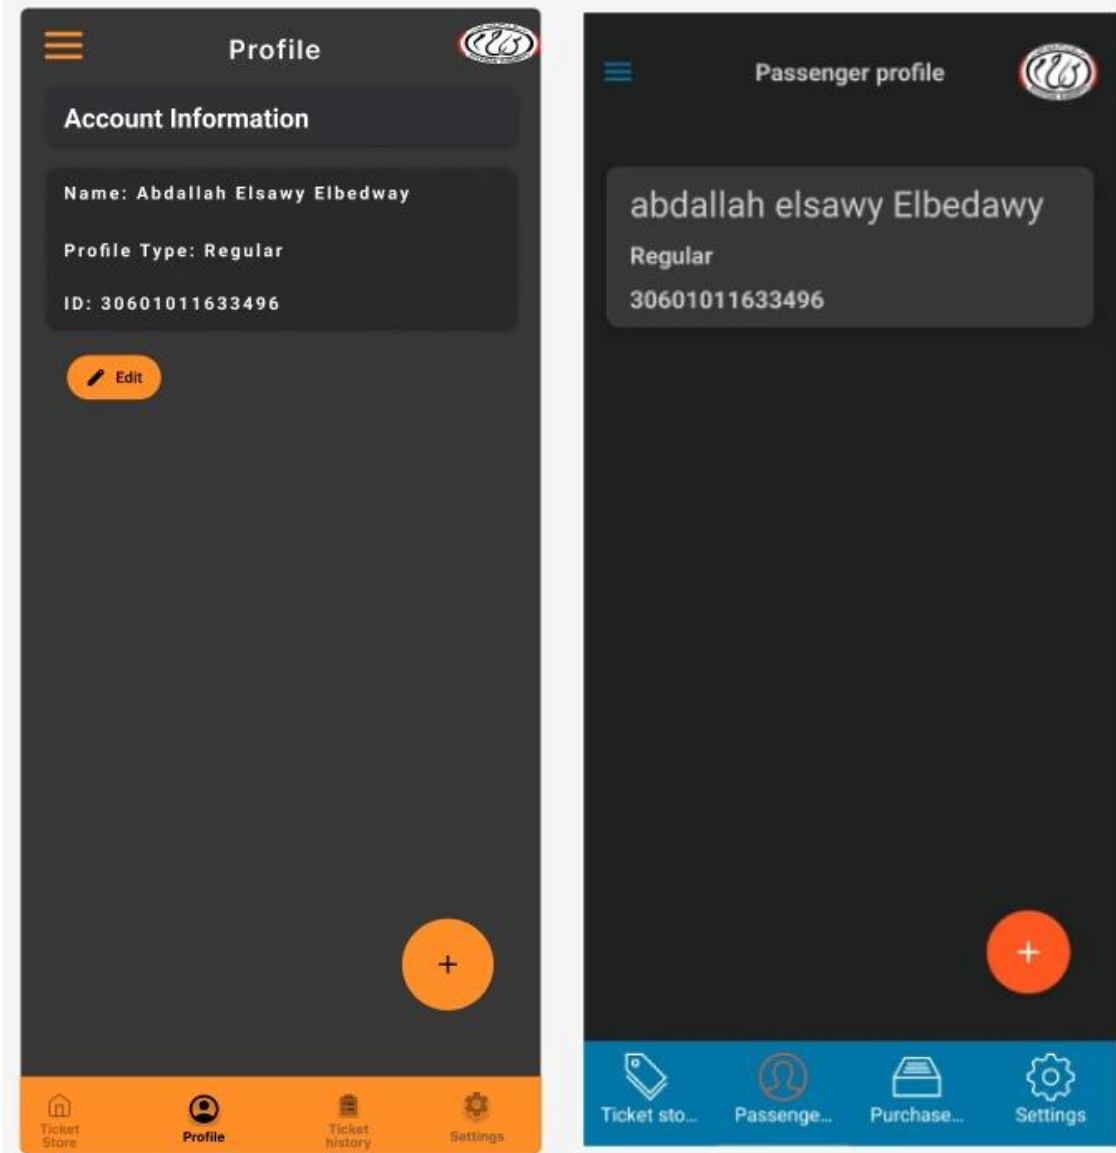 Profile
Account Information
Name: Abdallah Elsawy Elbedway
Profile Type: Regular
ID: 30601011633496
Edit
+
Ticket
Store
Profile
Ticket
history
Settings
Passenger profile
abdallah elsawy Elbedawy
Regular
30601011633496
+
Ticket sto...
Passenge...
Purchase...
Settings